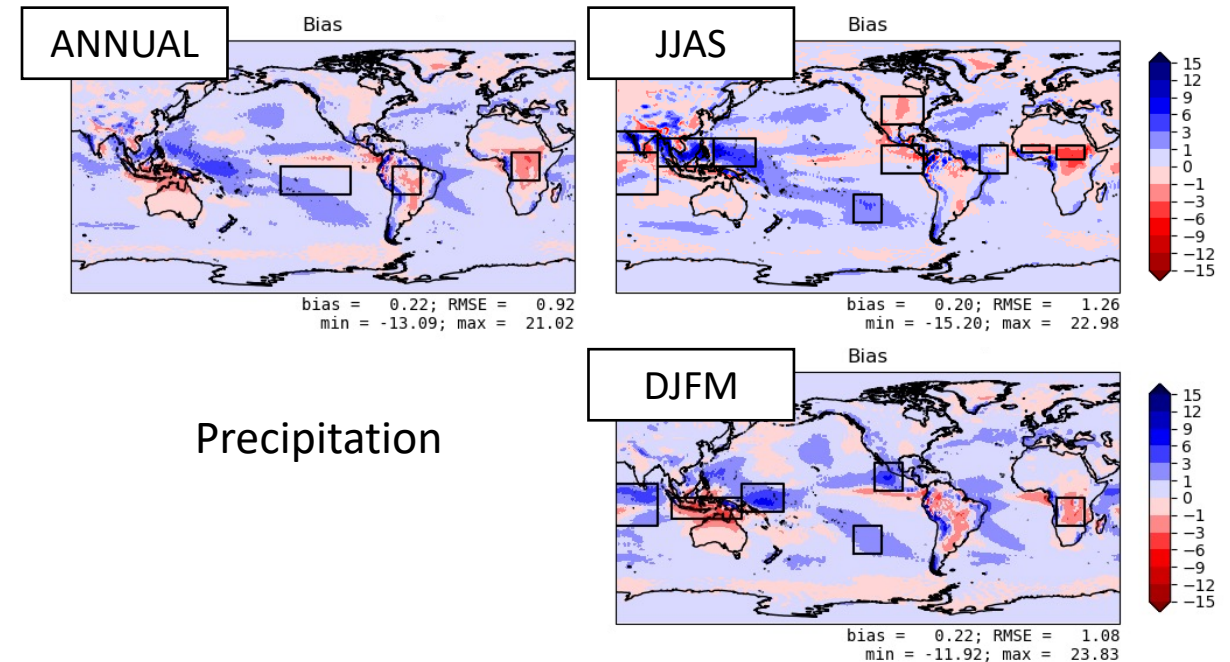 ANNUAL
Bias
bias = 0.22; RMSE = 0.92
min = -13.09; max = 21.02
JJAS
Bias
15
12
9
6
3
1
0
−1
−3
−6
−9
−12
−15
bias = 0.20; RMSE = 1.26
min = -15.20; max = 22.98
Precipitation
DJFM
Bias
15
12
9
6
3
1
0
−1
−3
−6
−9
−12
−15
bias = 0.22; RMSE = 1.08
min = -11.92; max = 23.83